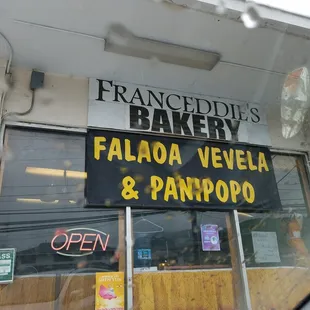 FRANCEDDIE'S
BAKERY
FALAOA VEVELA
& PANIPOPO
OPEN